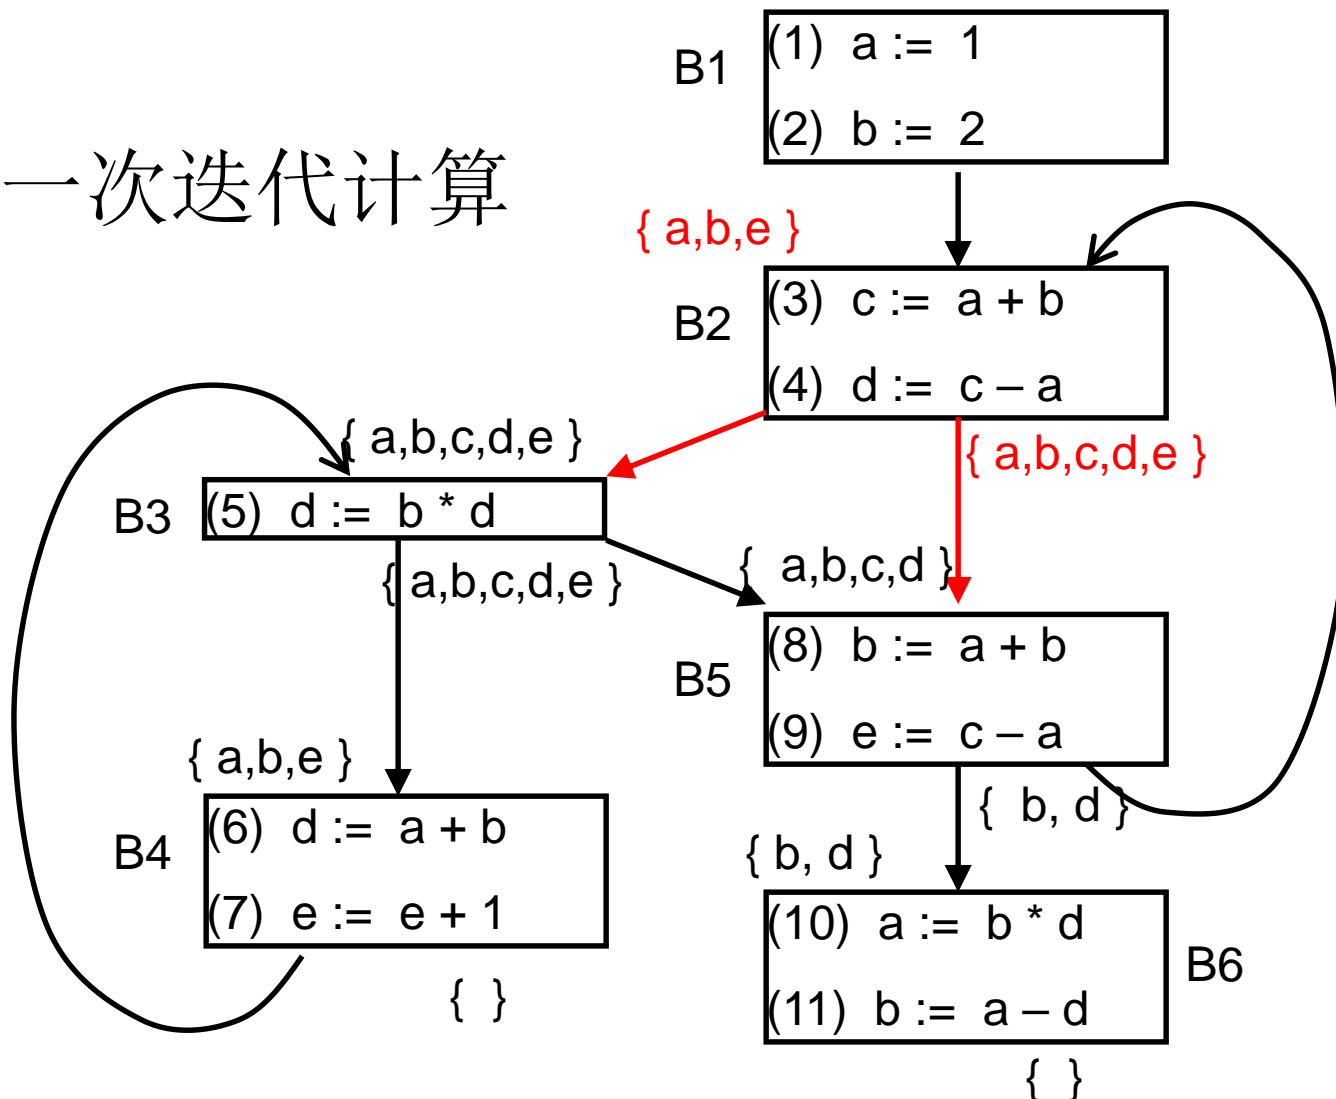 一次迭代计算
B1
(1) a := 1
(2) b := 2
{ a,b,e }
B2
(3) c := a + b
(4) d := c – a
{ a,b,c,d,e }
{ a,b,c,d,e }
B3
(5) d := b * d
{ a,b,c,d,e }
{ a,b,c,d }
B5
(8) b := a + b
(9) e := c – a
{ a,b,e }
{ b, d }
B4
(6) d := a + b
(7) e := e + 1
{ }
{ b, d }
(10) a := b * d
(11) b := a – d
B6
{ }